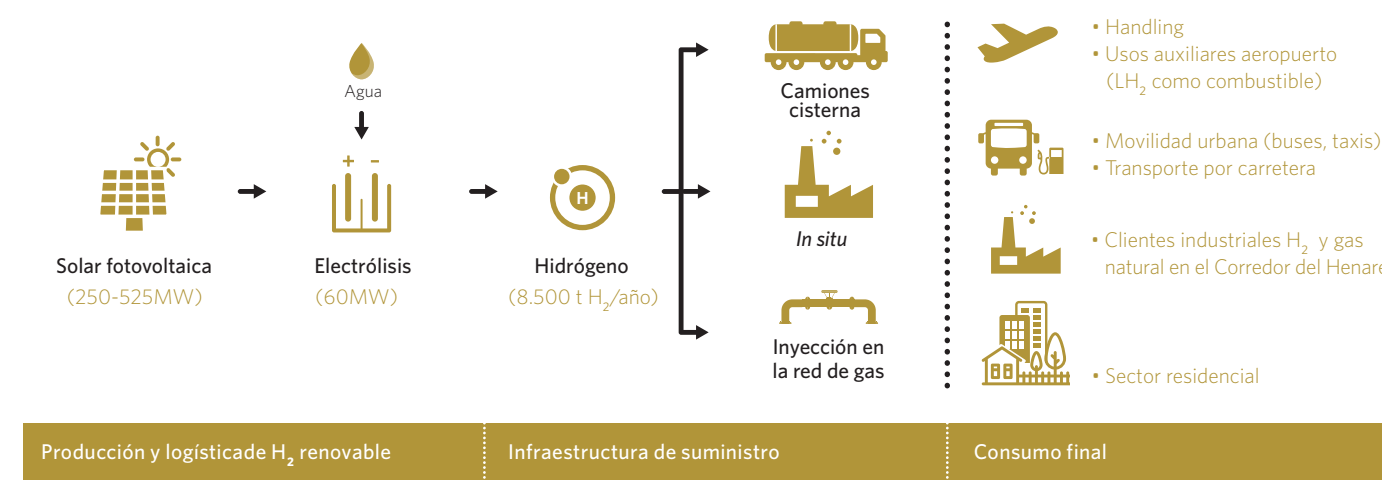 Agua
+ -
Solar fotovoltaica
(250-525MW)
Electrólisis
(60MW)
H
Hidrógeno
(8.500 t H₂/año)
Camiones
cisterna
In situ
Inyección en
la red de gas
• Handling
• Usos auxiliares aeropuerto
(LH₂ como combustible)
• Movilidad urbana (buses, taxis)
• Transporte por carretera
• Clientes industriales H₂ y gas
natural en el Corredor del Henare
• Sector residencial
Producción y logísticade H₂ renovable
Infraestructura de suministro
Consumo final